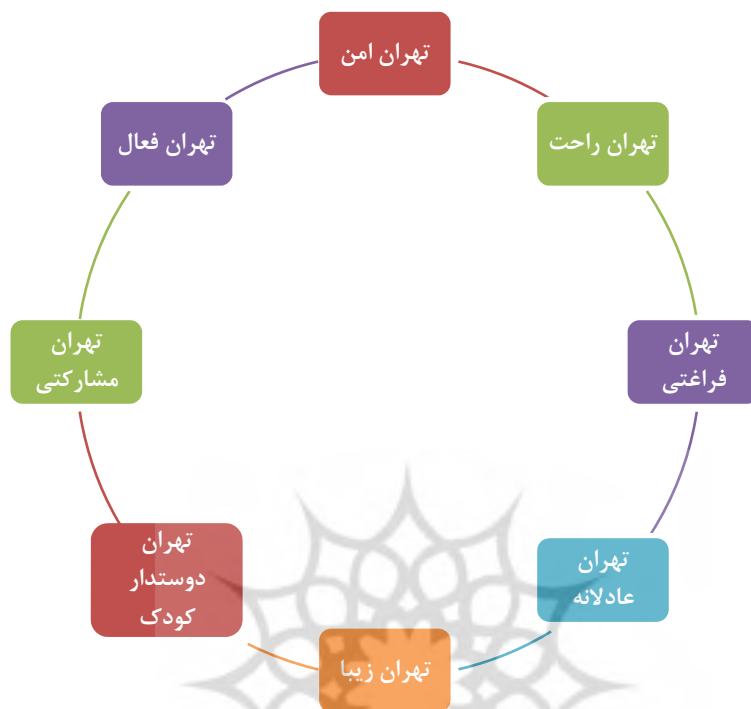 تهران امن
تهران راحت
تهران
فراغتی
تهران
عادلانه
تهران زیبا
تهران
دوستدار
کودک
تهران
مشارکتی
تهران فعال